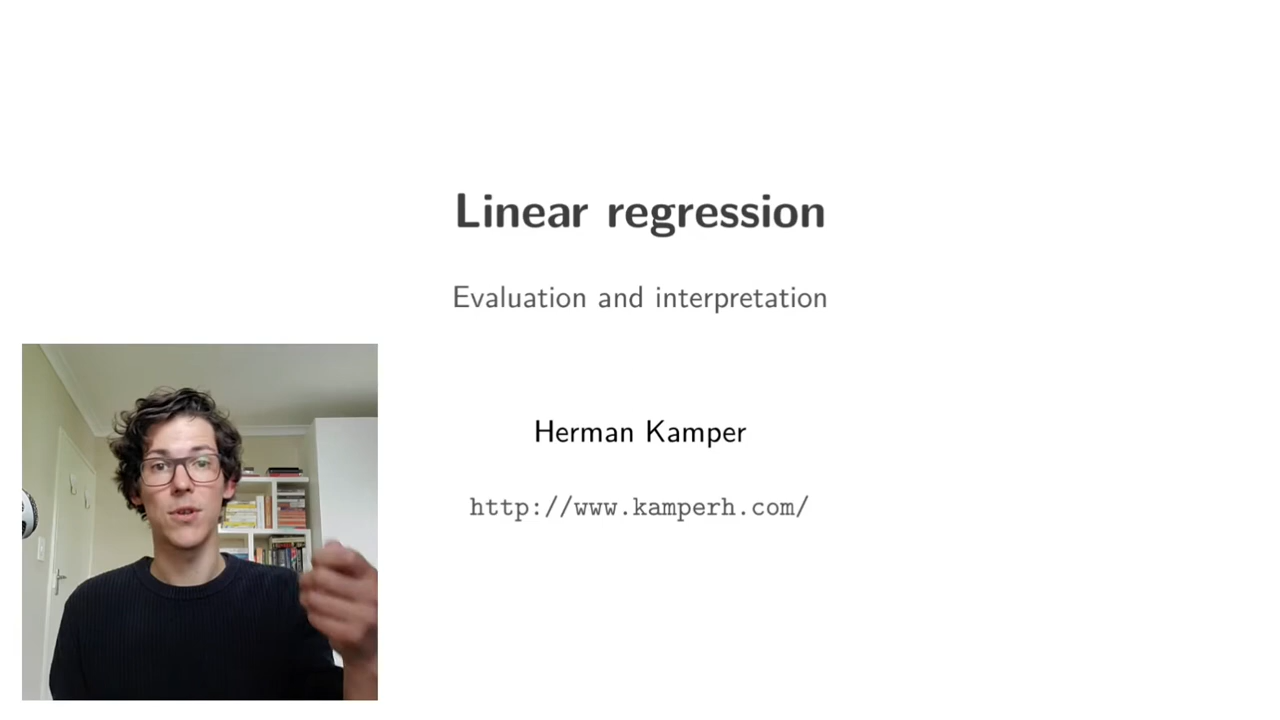 Linear regression
Evaluation and interpretation
Herman Kamper
http://www.kamperh.com/